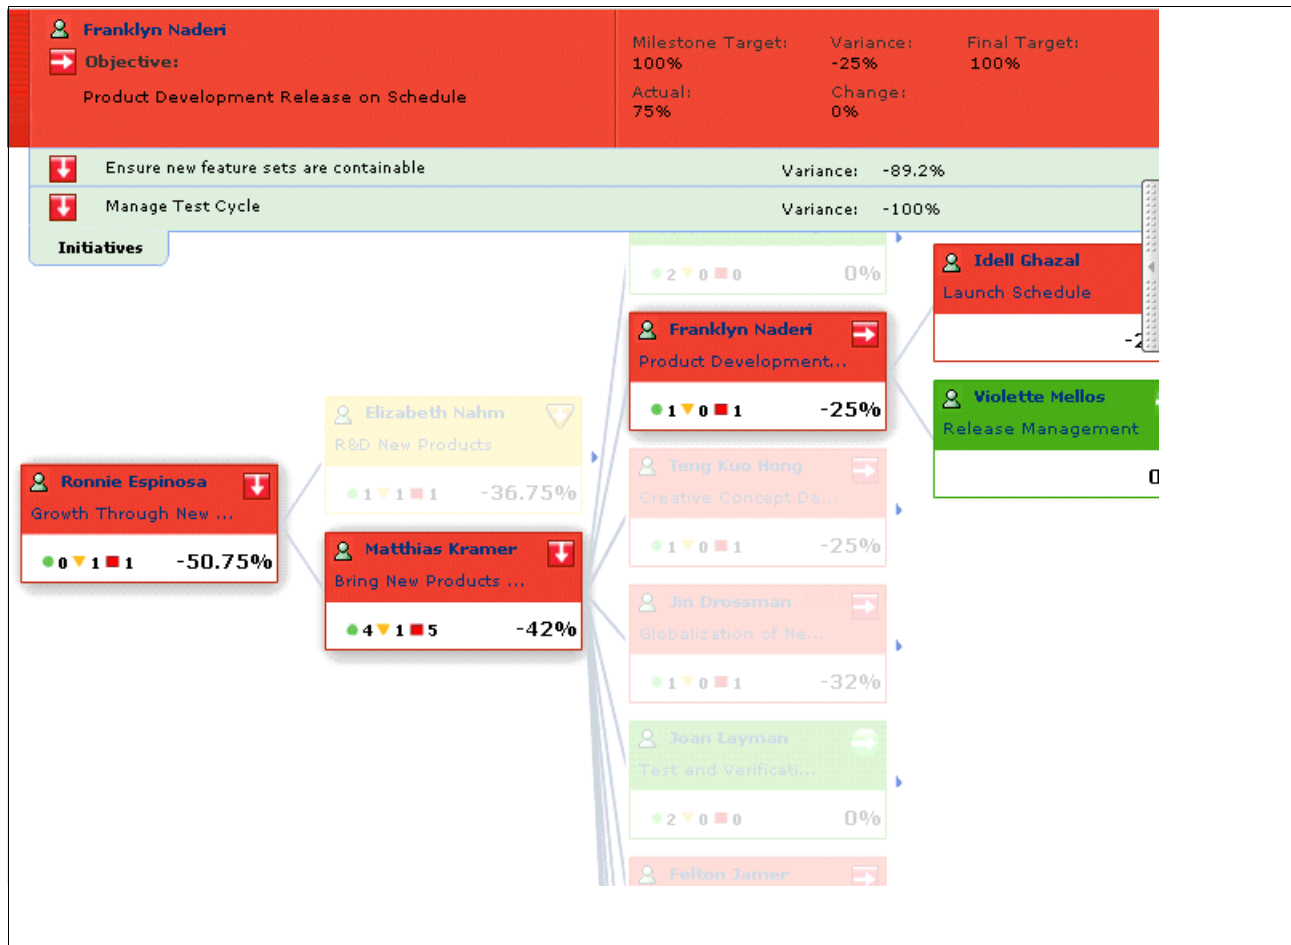 Franklyn Naderi
Objective:
Product Development Release on Schedule
Milestone Target:
100%
Variance:
-25%
Final Target:
100%
Actual:
75%
Change:
0%
Ensure new feature sets are containable
Variance: -89.2%
Manage Test Cycle
Variance: -100%
Initiatives
2 0 0 0%
Idell Ghazal
Launch Schedule
Franklyn Naderi
Product Development...
1 0 1 -25%
Violette Mellos
Release Management
Elizabeth Nahm
R&D New Products
1 1 1 -36.75%
Ronnie Espinosa
Growth Through New ...
0 1 1 -50.75%
Matthias Kramer
Bring New Products ...
4 1 5 -42%
Teng Kuo Hong
Creative Concept De...
1 0 1 -25%
Jin Drossman
Globalization of Ne...
1 0 1 -32%
Joan Layman
Test and Verificati...
2 0 0 0%
Felton Jamer